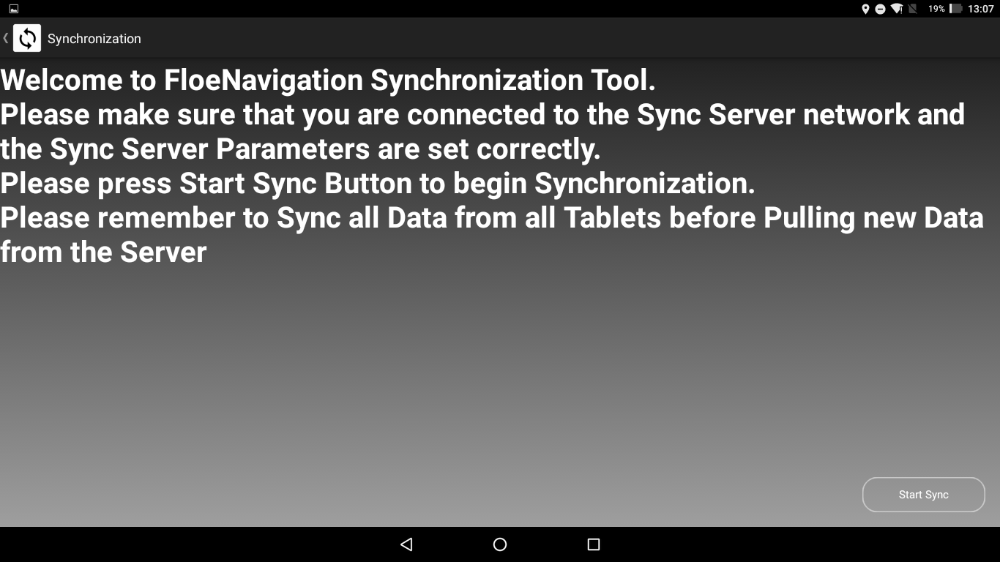 19% 13:07
Synchronization
Welcome to FloeNavigation Synchronization Tool.
Please make sure that you are connected to the Sync Server network and
the Sync Server Parameters are set correctly.
Please press Start Sync Button to begin Synchronization.
Please remember to Sync all Data from all Tablets before Pulling new Data
from the Server
Start Sync